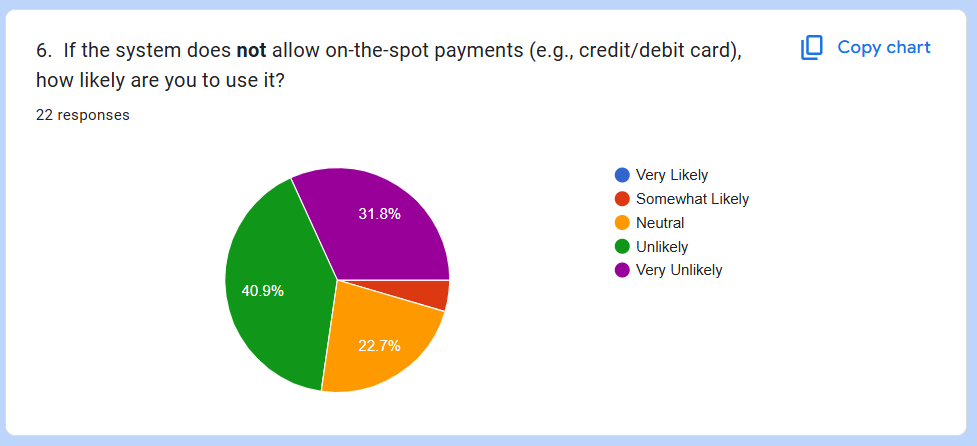 6. If the system does not allow on-the-spot payments (e.g., credit/debit card),
how likely are you to use it?
Copy chart
22 responses
31.8%
40.9%
22.7%
Very Likely
Somewhat Likely
Neutral
Unlikely
Very Unlikely